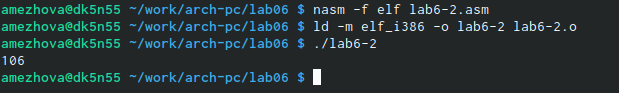 amezhova@dk5n55 ~/work/arch-pc/lab06 $ nasm -f elf lab6-2.asm
amezhova@dk5n55 ~/work/arch-pc/lab06 $ ld -m elf_i386 -o lab6-2 lab6-2.o
amezhova@dk5n55 ~/work/arch-pc/lab06 $ ./lab6-2
106
amezhova@dk5n55 ~/work/arch-pc/lab06 $